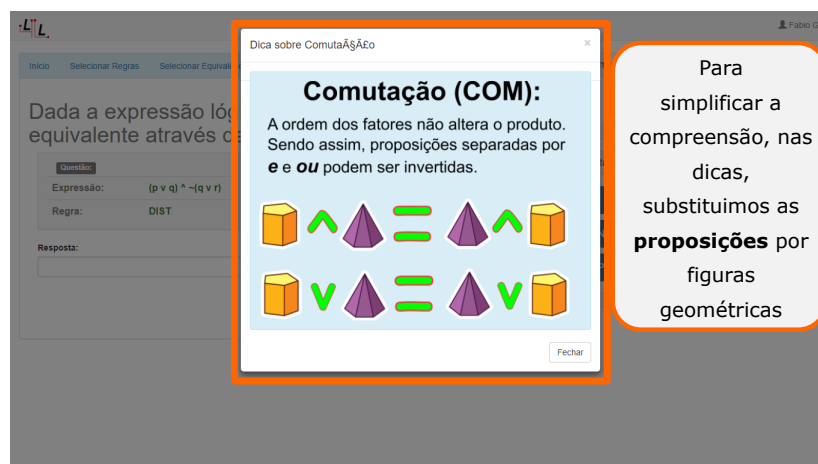 LL
Fabio G
Início Selecionar Regras Selecionar Equival
Dada a expressão lóg
equivalente através d
Questão:
Expressão: (p v q) ^ ~(q v r)
Regra: DIST
Resposta:
Dica sobre ComutaÃ§Ã£o ×
Comutação (COM):
A ordem dos fatores não altera o produto.
Sendo assim, proposições separadas por
e e ou podem ser invertidas.
^ = ^
v = v
Fechar
Para
simplificar a
compreensão, nas
dicas,
substituimos as
proposições por
figuras
geométricas